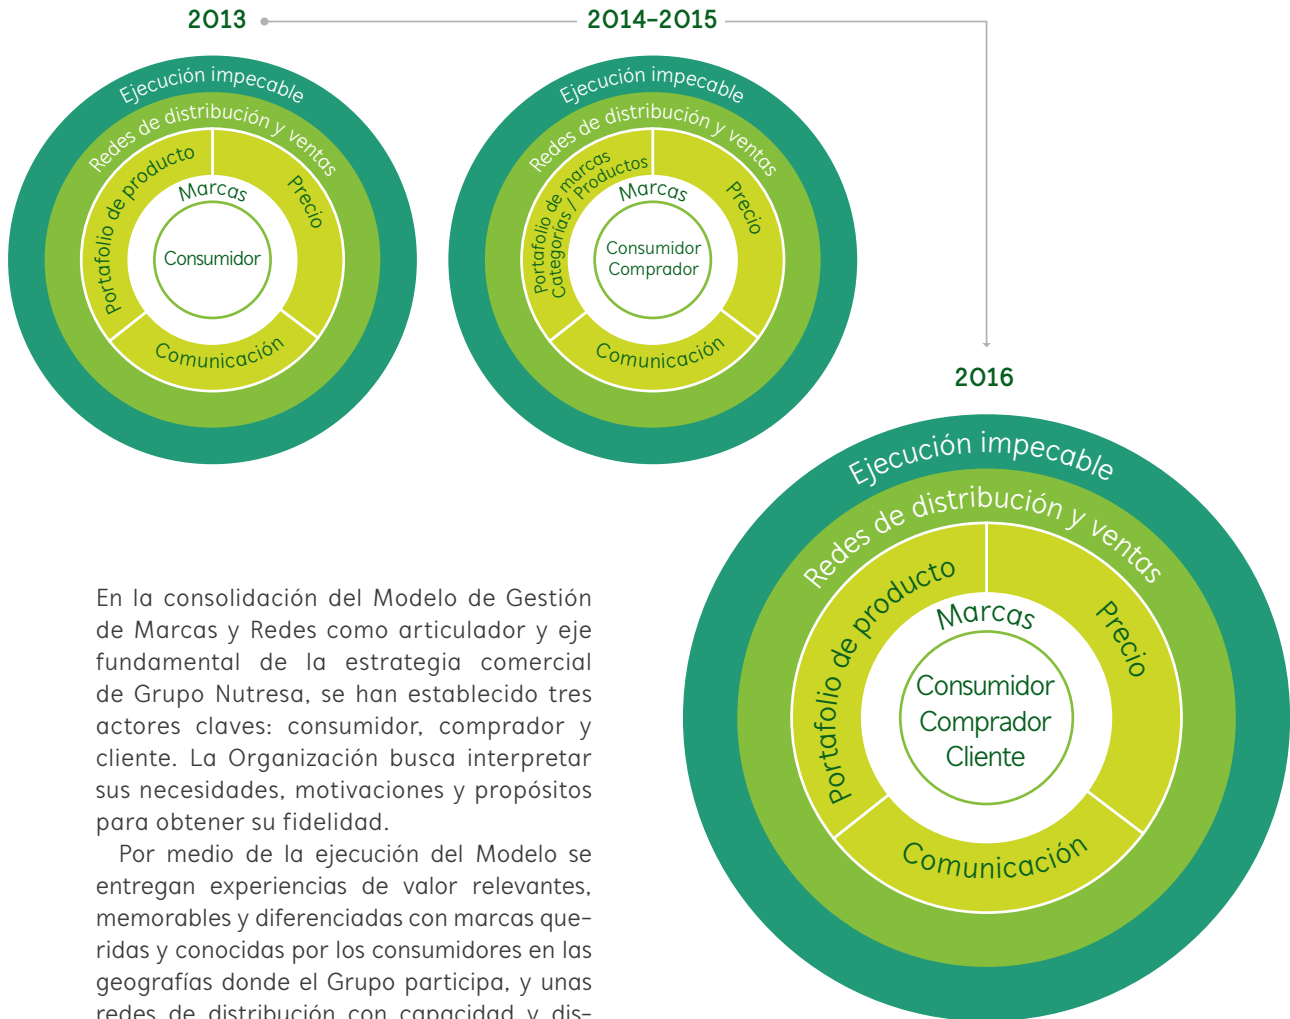 2013
Ejecución impecable
Redes de distribución y ventas
Portafolio de producto
Precio
Comunicación
Marcas
Consumidor
2014–2015
Ejecución impecable
Redes de distribución y ventas
Portafolio de marcas
Categorías / Productos
Precio
Comunicación
Marcas
Consumidor
Comprador
2016
Ejecución impecable
Redes de distribución y ventas
Portafolio de producto
Precio
Comunicación
Marcas
Consumidor
Comprador
Cliente
En la consolidación del Modelo de Gestión
de Marcas y Redes como articulador y eje
fundamental de la estrategia comercial
de Grupo Nutresa, se han establecido tres
actores claves: consumidor, comprador y
cliente. La Organización busca interpretar
sus necesidades, motivaciones y propósitos
para obtener su fidelidad.
Por medio de la ejecución del Modelo se
entregan experiencias de valor relevantes,
memorables y diferenciadas con marcas que-
ridas y conocidas por los consumidores en las
geografías donde el Grupo participa, y unas
redes de distribución con capacidad y dis-